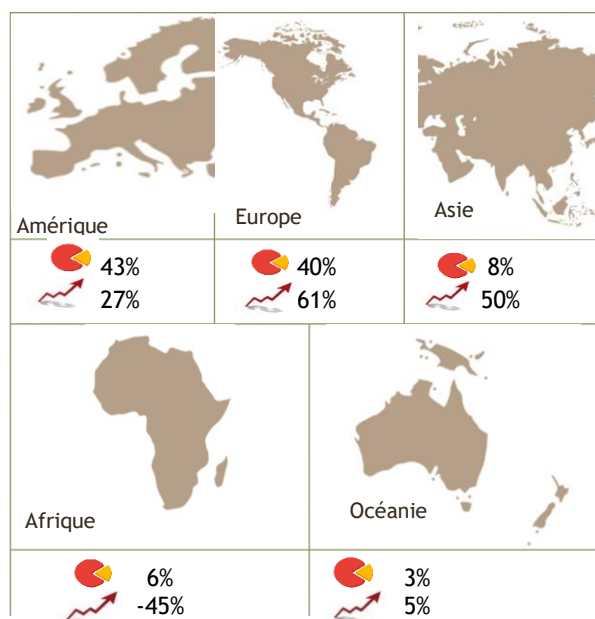 Amérique
Europe
Asie
43%
27%
40%
61%
8%
50%
Afrique
Océanie
6%
-45%
3%
5%